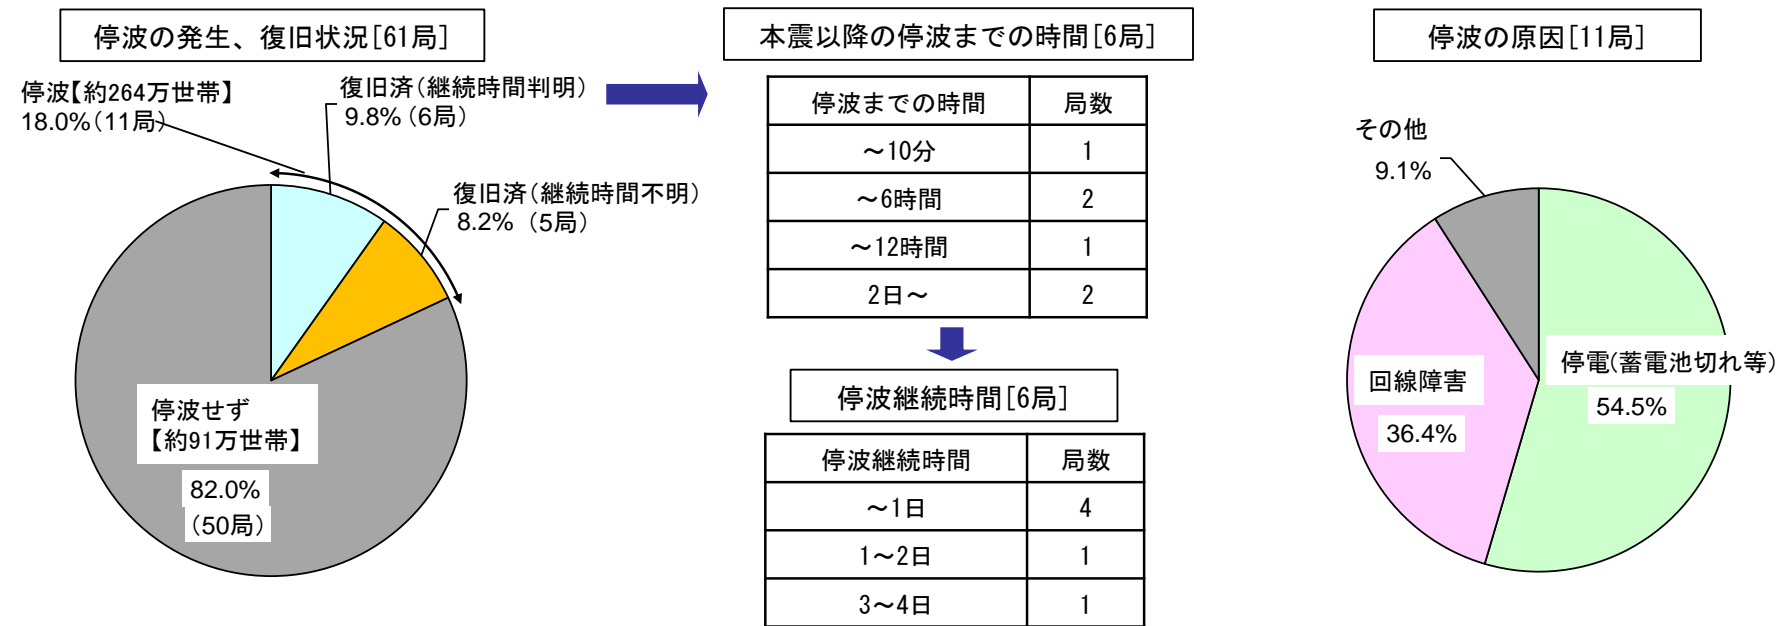 停波の発生、復旧状況[61局]
停波【約264万世帯】
18.0%(11局)
復旧済(継続時間判明)
9.8%(6局)
復旧済(継続時間不明)
8.2% (5局)
停波せず
【約91万世帯】
82.0%
(50局)
本震以降の停波までの時間[6局]
停波までの時間 局数
～10分 1
～6時間 2
～12時間 1
2日～ 2
停波継続時間[6局]
停波継続時間 局数
～1日 4
1～2日 1
3～4日 1
停波の原因[11局]
その他
9.1%
回線障害
36.4%
停電(蓄電池切れ等)
54.5%